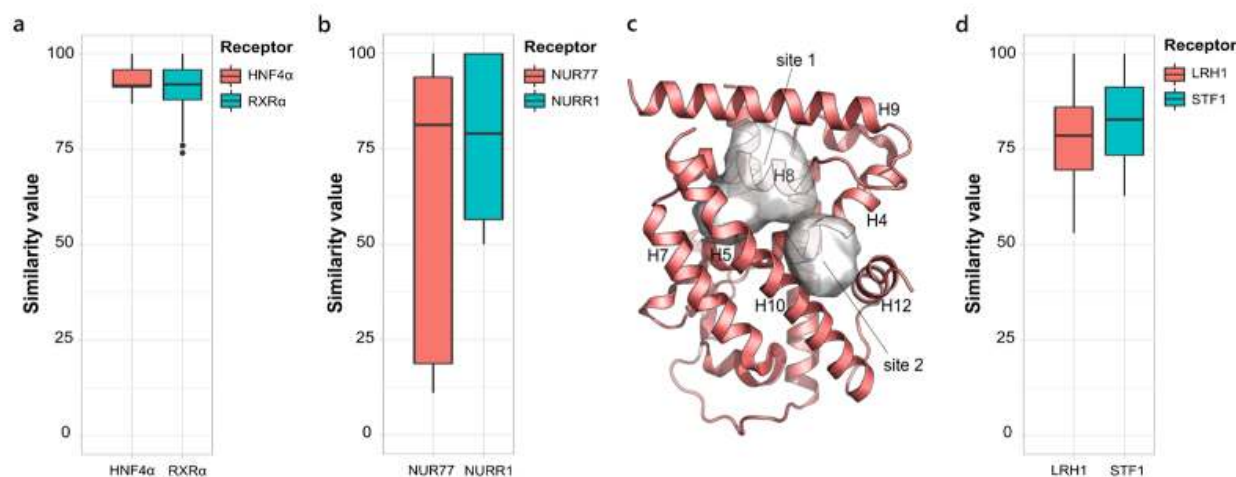 a
Receptor
HNF4α
RXRα
Similarity value
100
75
50
25
0
HNF4α RXRα
b
Receptor
NUR77
NURR1
Similarity value
100
75
50
25
0
NUR77 NURR1
c
site 1
H9
H8
H4
H7
H5
H10
H12
site 2
d
Receptor
LRH1
STF1
Similarity value
100
75
50
25
0
LRH1 STF1